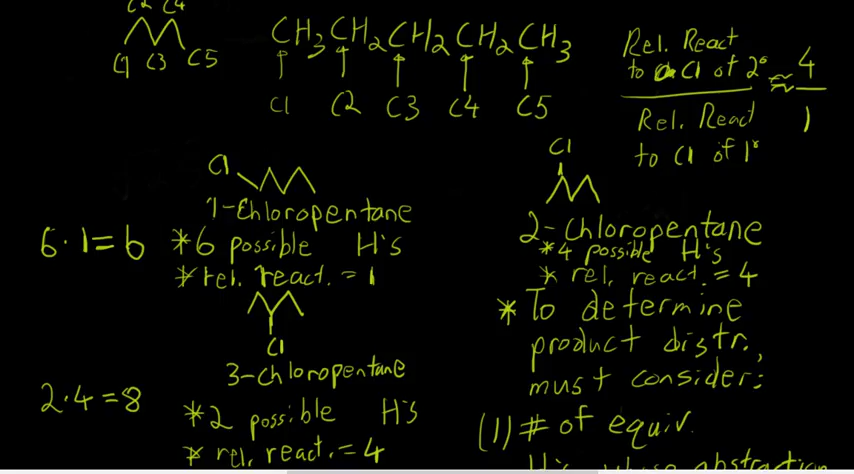 C2 C4
C1 C3 C5
CH3CH2CH2CH2CH3
C1 C2 C3 C4 C5
Rel. React
to Cl of 2°
≈ 4
Rel. React
to Cl of 1°
1
Cl
1-Chloropentane
6·1=6
*6 possible H's
*rel. react. = 1
Cl
3-chloropentane
2·4=8
*2 possible H's
* rel. react. = 4
Cl
2-Chloropentane
*4 possible H's
* rel. react. = 4
* To determine
product distr.,
must consider:
(1) # of equiv.
H's whose abstraction